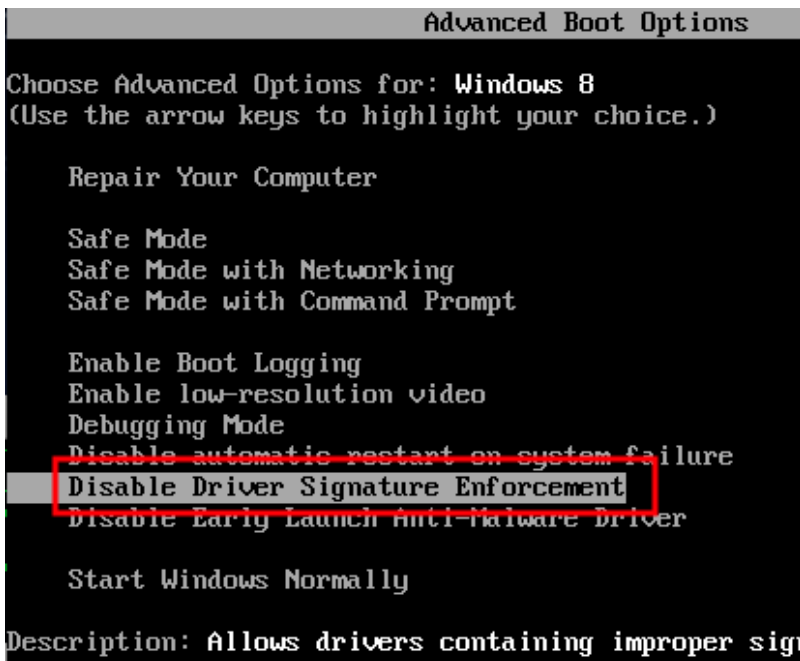 Advanced Boot Options
Choose Advanced Options for: Windows 8
(Use the arrow keys to highlight your choice.)
Repair Your Computer
Safe Mode
Safe Mode with Networking
Safe Mode with Command Prompt
Enable Boot Logging
Enable low-resolution video
Debugging Mode
Disable automatic restart on system failure
Disable Driver Signature Enforcement
Disable Early Launch Anti-Malware Driver
Start Windows Normally
Description: Allows drivers containing improper